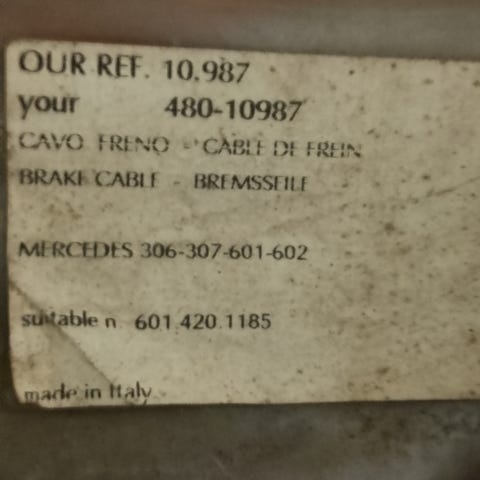 OUR REF. 10.987
your 480-10987
CAVO FRENO - CABLE DE FREIN
BRAKE CABLE - BREMSSEILE
MERCEDES 306-307-601-602
suitable n 601.420.1185
made in Italy